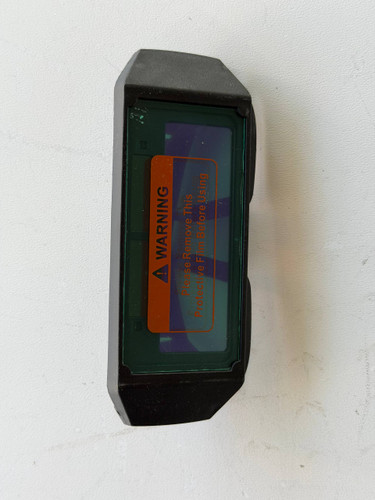 WARNING
Please Remove This
Protective Film Before Using